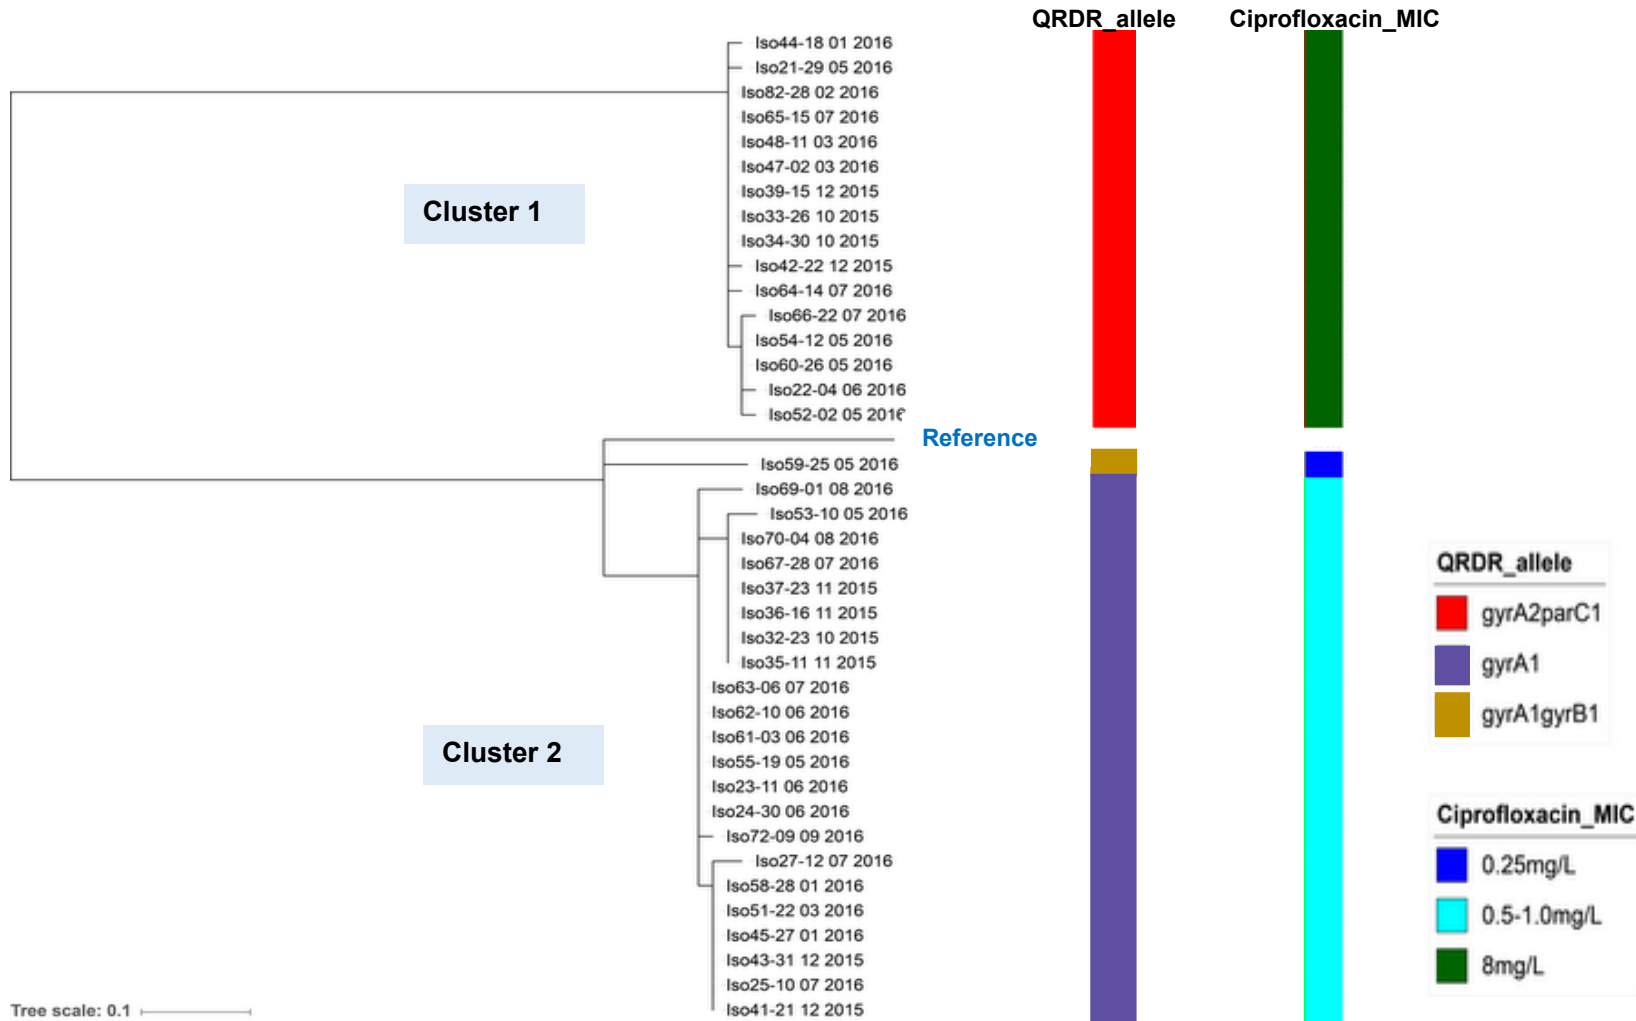 QRDR_allele Ciprofloxacin_MIC
Iso44-18 01 2016
Iso21-29 05 2016
Iso82-28 02 2016
Iso65-15 07 2016
Iso48-11 03 2016
Iso47-02 03 2016
Iso39-15 12 2015
Iso33-26 10 2015
Iso34-30 10 2015
Iso42-22 12 2015
Iso64-14 07 2016
Iso66-22 07 2016
Iso54-12 05 2016
Iso60-26 05 2016
Iso22-04 06 2016
Iso52-02 05 2016
Cluster 1
Reference
Iso59-25 05 2016
Iso69-01 08 2016
Iso53-10 05 2016
Iso70-04 08 2016
Iso67-28 07 2016
Iso37-23 11 2015
Iso36-16 11 2015
Iso32-23 10 2015
Iso35-11 11 2015
Iso63-06 07 2016
Iso62-10 06 2016
Iso61-03 06 2016
Iso55-19 05 2016
Iso23-11 06 2016
Iso24-30 06 2016
Iso72-09 09 2016
Iso27-12 07 2016
Iso58-28 01 2016
Iso51-22 03 2016
Iso45-27 01 2016
Iso43-31 12 2015
Iso25-10 07 2016
Iso41-21 12 2015
Cluster 2
Tree scale: 0.1
QRDR_allele
gyrA2parC1
gyrA1
gyrA1gyrB1
Ciprofloxacin_MIC
0.25mg/L
0.5-1.0mg/L
8mg/L